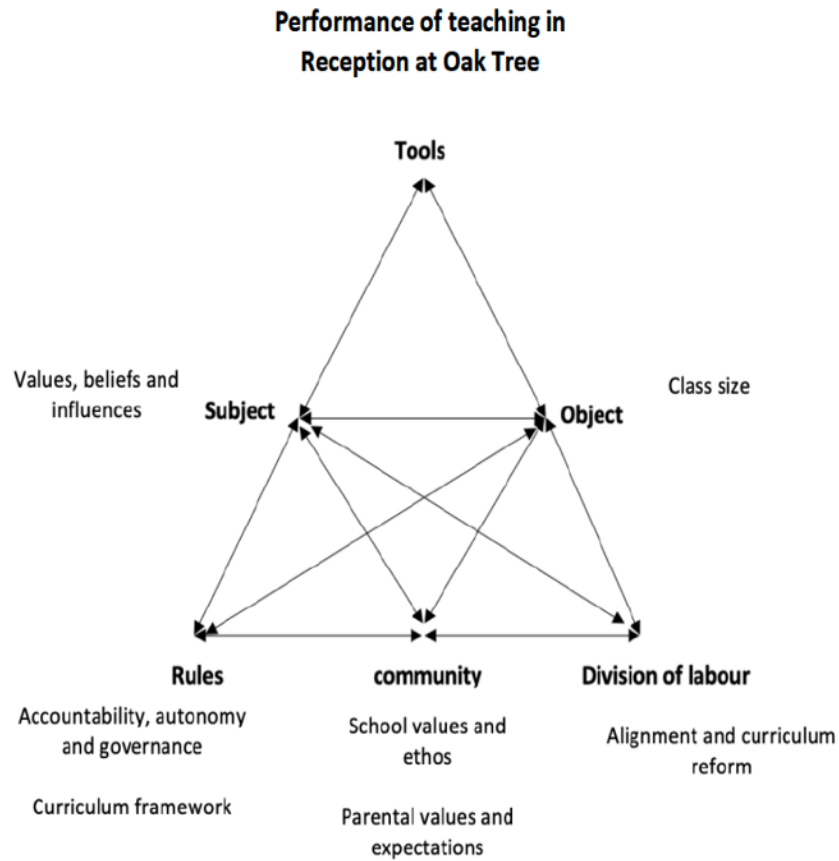 Performance of teaching in
Reception at Oak Tree
Tools
Values, beliefs and
influences
Subject
Object
Class size
Rules
community
Division of labour
Accountability, autonomy
and governance
School values and
ethos
Alignment and curriculum
reform
Curriculum framework
Parental values and
expectations